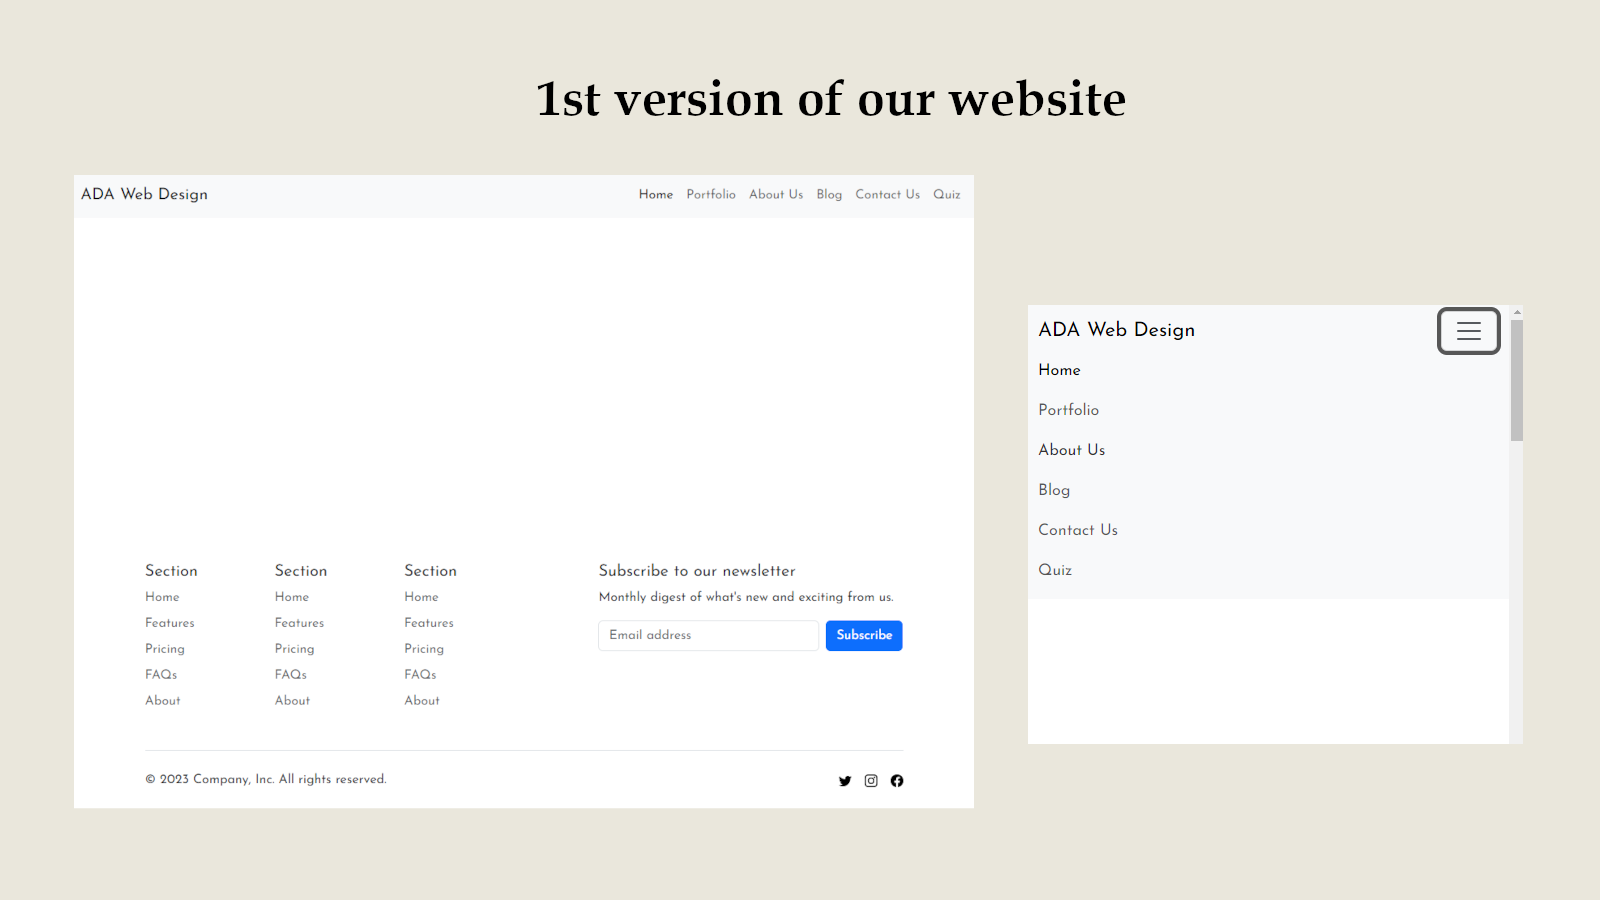 1st version of our website
ADA Web Design Home Portfolio About Us Blog Contact Us Quiz
Section Section Section Subscribe to our newsletter
Home Home Home Monthly digest of what's new and exciting from us.
Features Features Features
Email address Subscribe
Pricing Pricing Pricing
FAQs FAQs FAQs
About About About
© 2023 Company, Inc. All rights reserved.
ADA Web Design
Home
Portfolio
About Us
Blog
Contact Us
Quiz